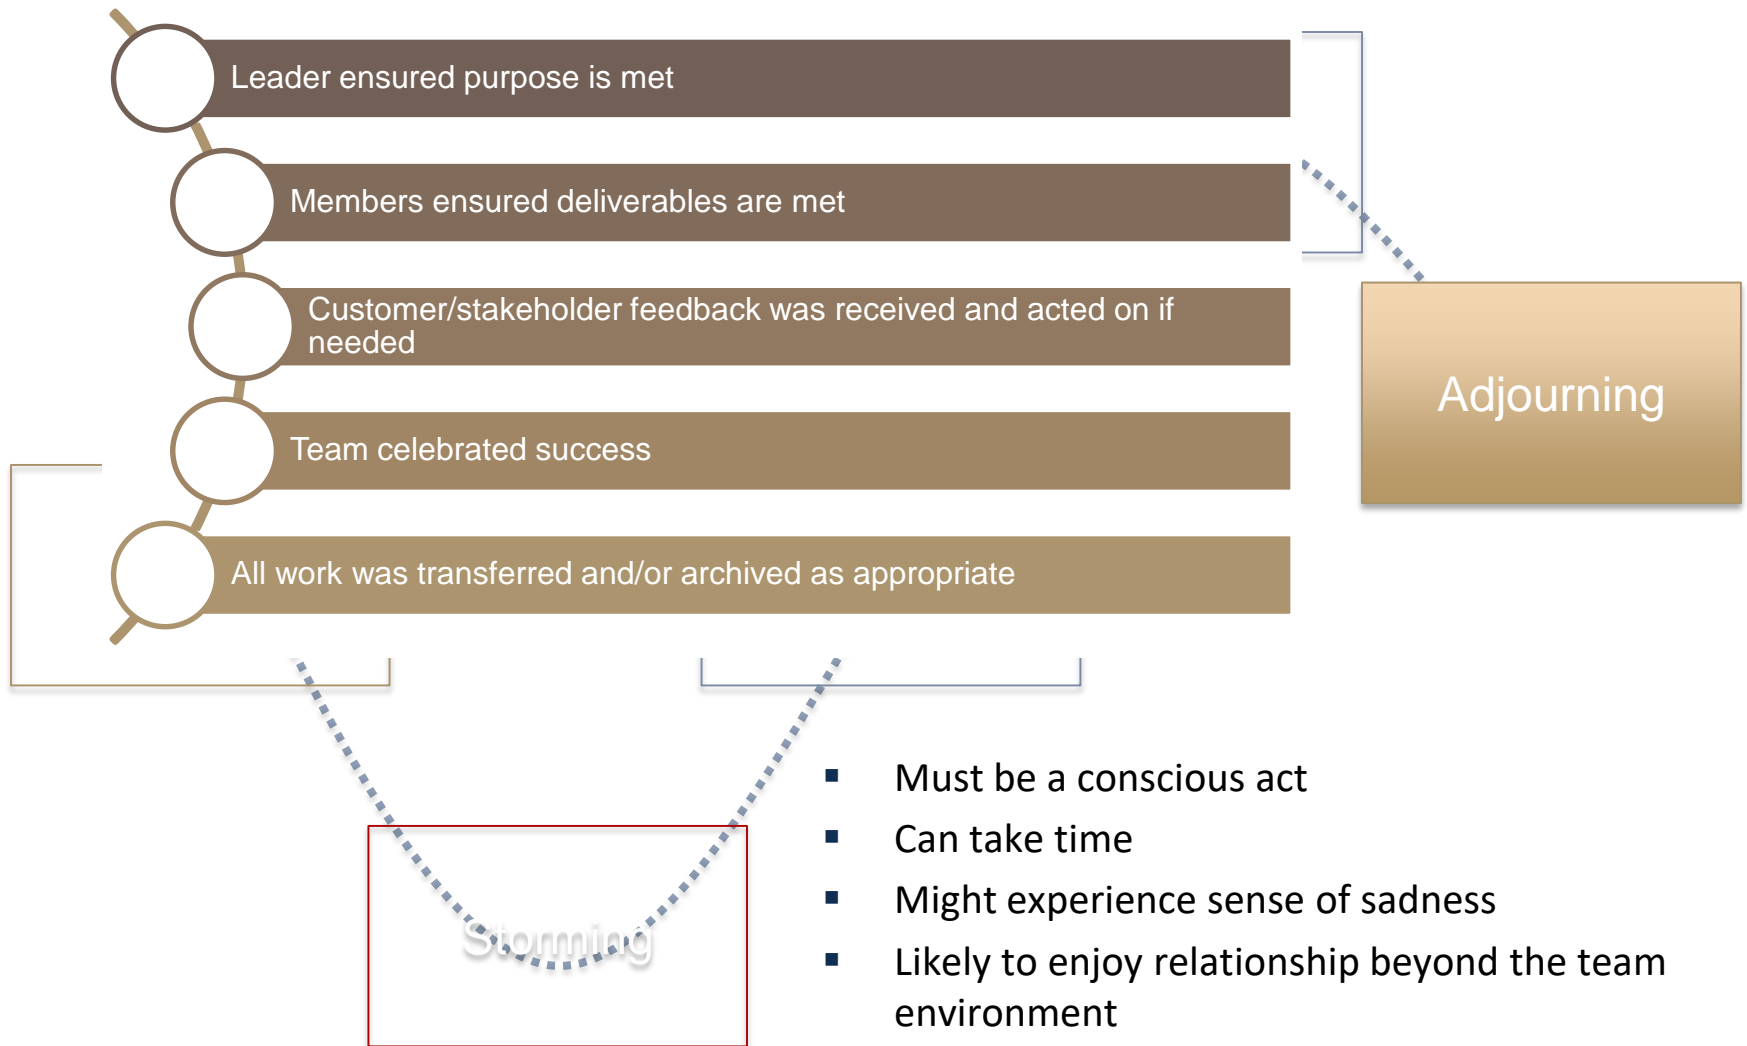 Leader ensured purpose is met
Members ensured deliverables are met
Customer/stakeholder feedback was received and acted on if
needed
Team celebrated success
All work was transferred and/or archived as appropriate
Adjourning
Storming
▪ Must be a conscious act
▪ Can take time
▪ Might experience sense of sadness
▪ Likely to enjoy relationship beyond the team
environment